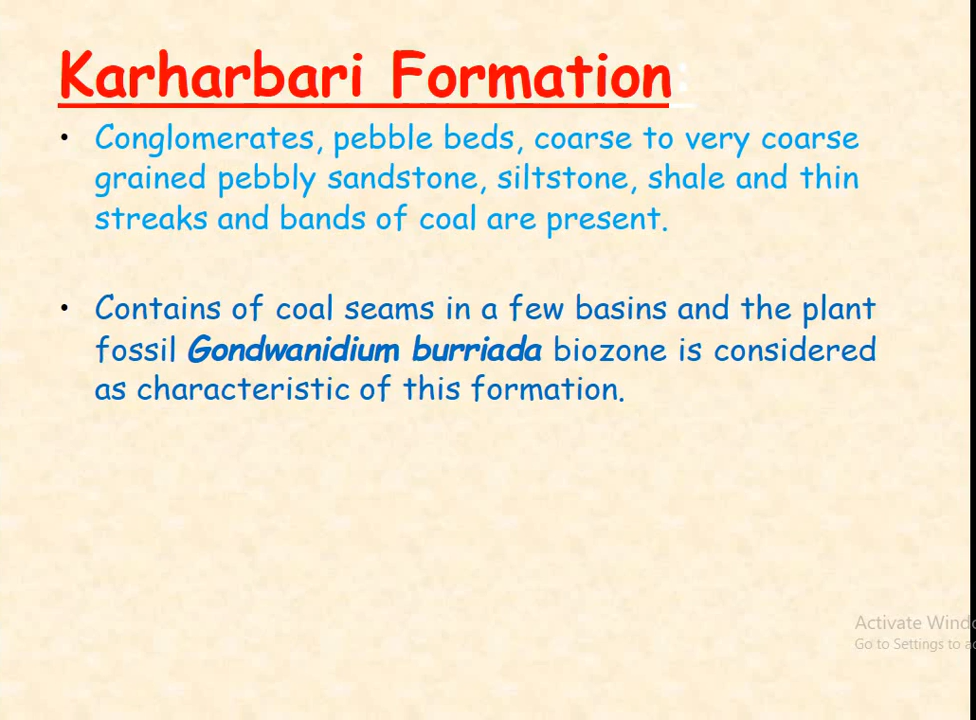 Karharbari Formation:
• Conglomerates, pebble beds, coarse to very coarse
grained pebbly sandstone, siltstone, shale and thin
streaks and bands of coal are present.
• Contains of coal seams in a few basins and the plant
fossil Gondwanidium burriada biozone is considered
as characteristic of this formation.
Activate
Go to Settings to